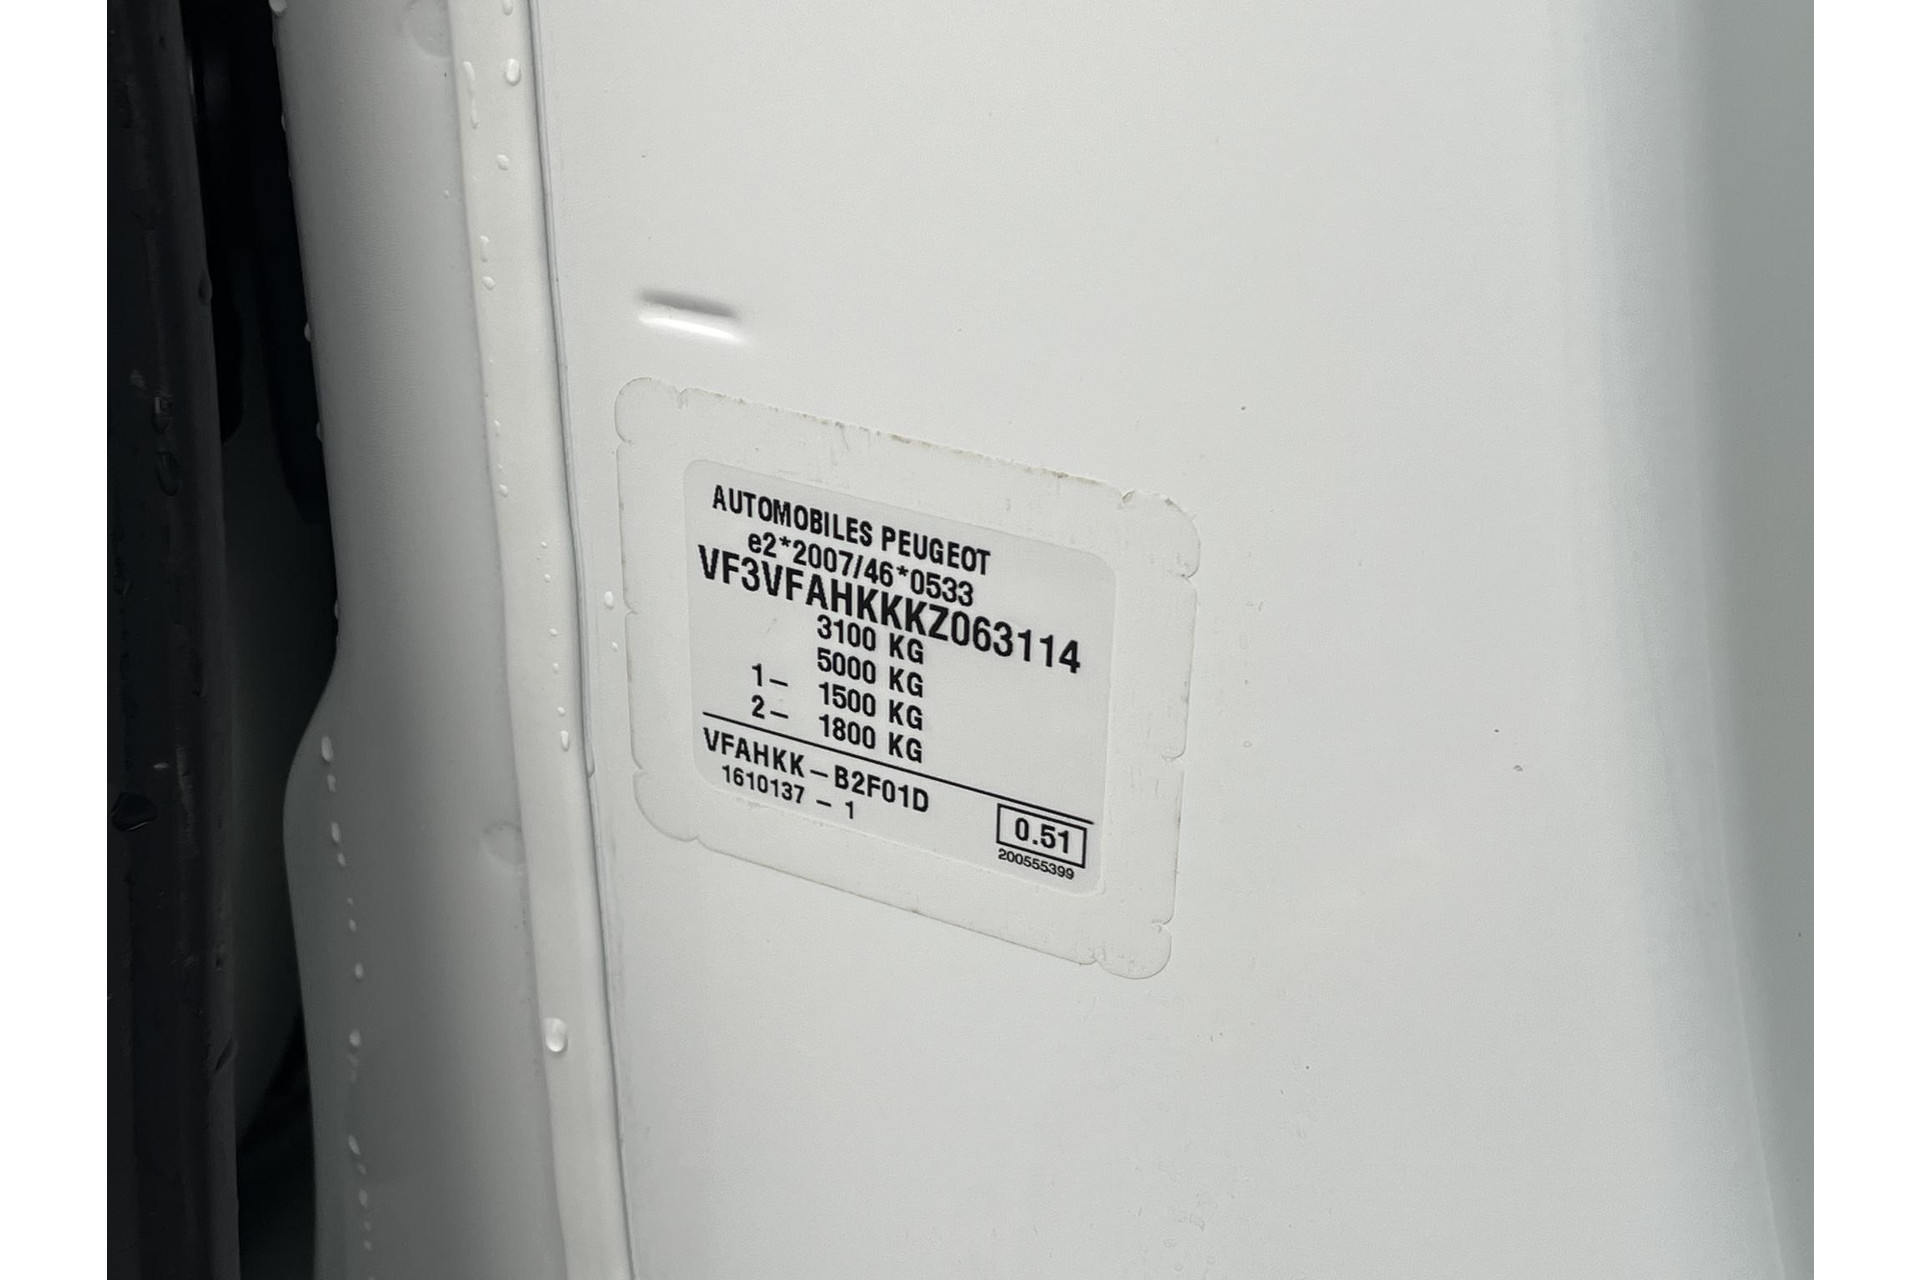 AUTOMOBILES PEUGEOT
e2*2007/46*0533
VF3VFAHKKKZ063114
3100 KG
5000 KG
1– 1500 KG
2– 1800 KG
VFAHKK – B2F01D
1610137 – 1
0.51
200555399